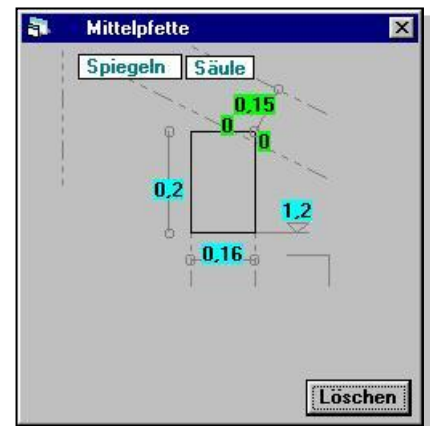 Mittelpfette
Spiegeln Säule
0,15
0
0
0,2
1,2
0,16
Löschen